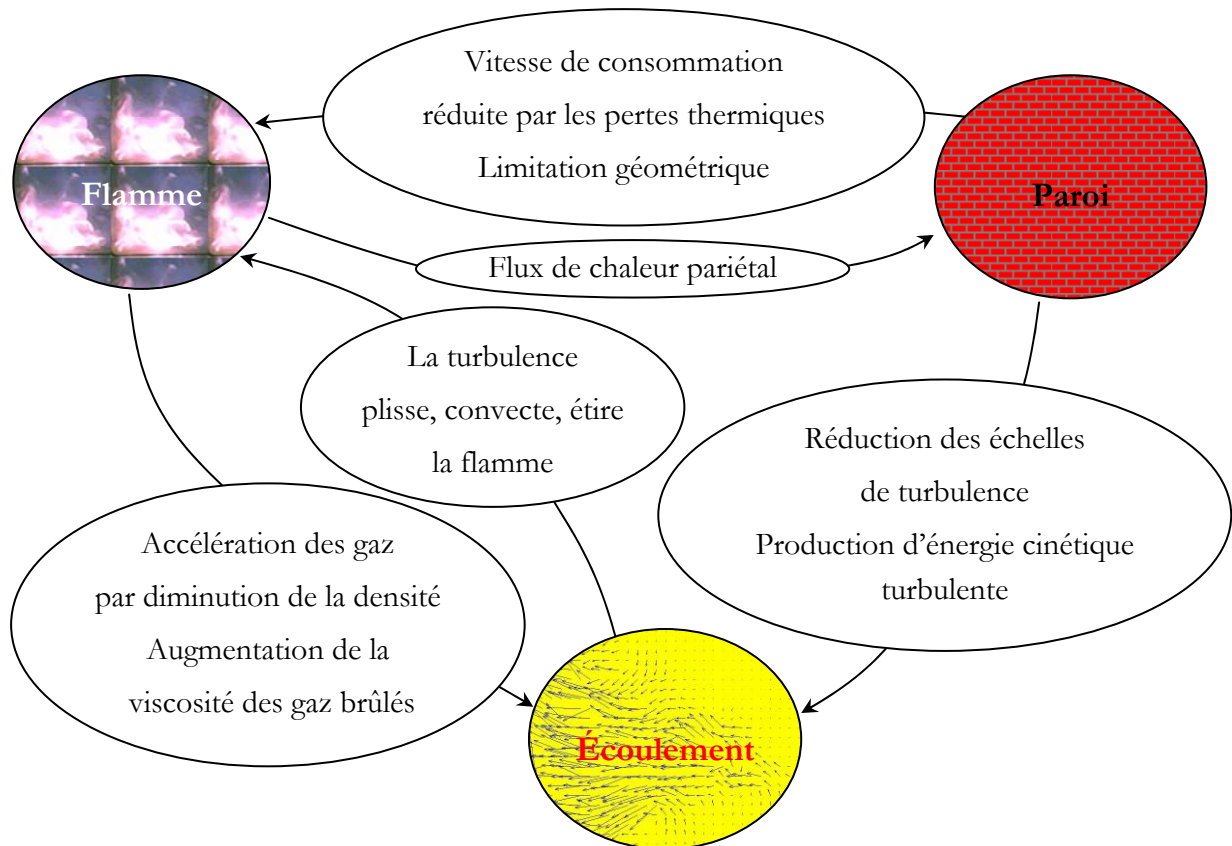 Vitesse de consommation
réduite par les pertes thermiques
Limitation géométrique
Flamme
Paroi
Flux de chaleur pariétal
La turbulence
plisse, convecte, étire
la flamme
Réduction des échelles
de turbulence
Production d’énergie cinétique
turbulente
Accélération des gaz
par diminution de la densité
Augmentation de la
viscosité des gaz brûlés
Écoulement